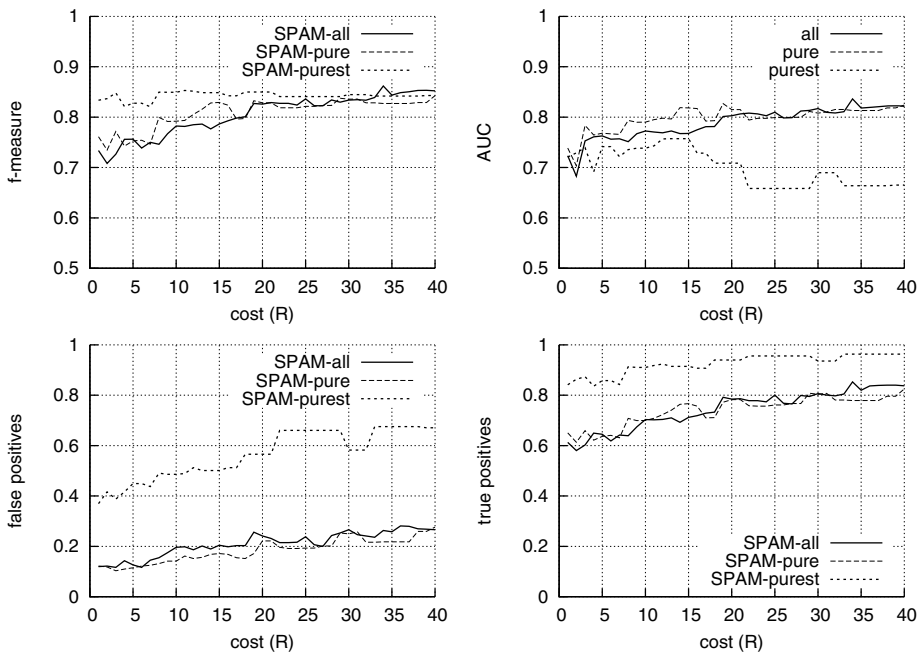 1
0.9
0.8
0.7
0.6
0.5
0 5 10 15 20 25 30 35 40
f-measure
cost (R)
SPAM-all
SPAM-pure
SPAM-purest
1
0.9
0.8
0.7
0.6
0.5
0 5 10 15 20 25 30 35 40
AUC
cost (R)
all
pure
purest
1
0.8
0.6
0.4
0.2
0
0 5 10 15 20 25 30 35 40
false positives
cost (R)
SPAM-all
SPAM-pure
SPAM-purest
1
0.8
0.6
0.4
0.2
0
0 5 10 15 20 25 30 35 40
true positives
cost (R)
SPAM-all
SPAM-pure
SPAM-purest